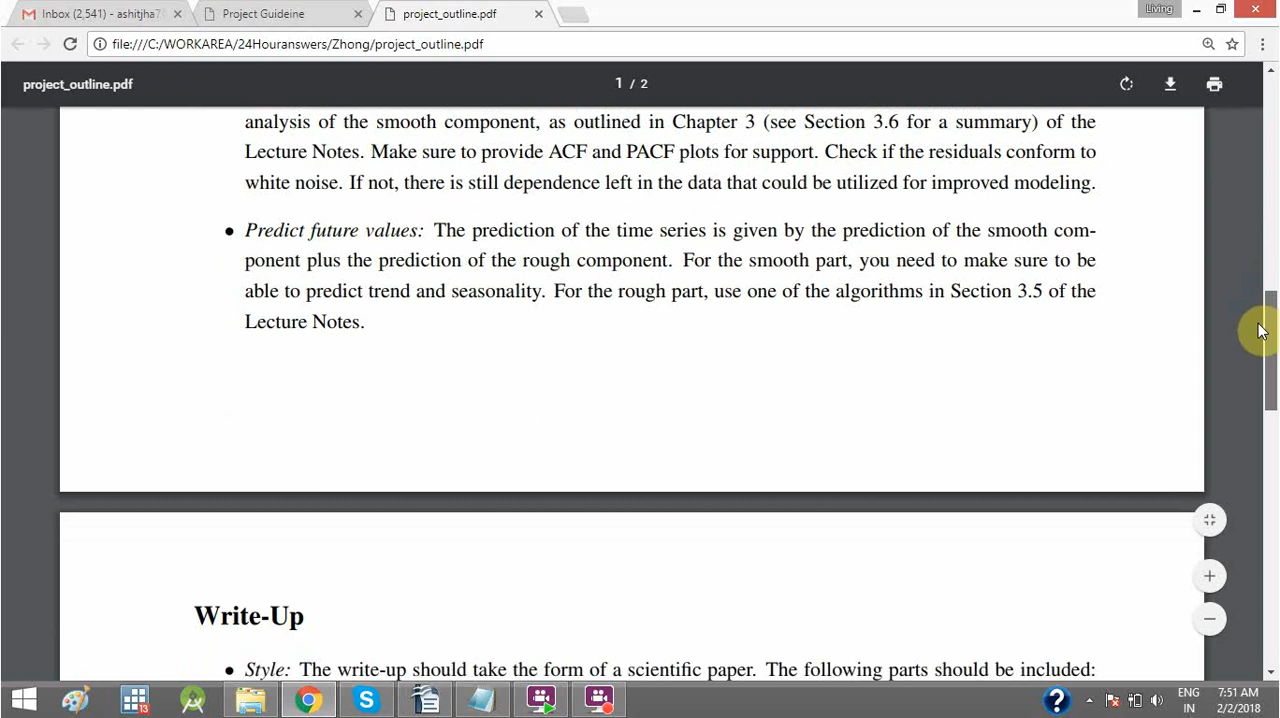 Inbox (2,541) - ashitjha7
Project Guideine
project_outline.pdf
Living
file:///C:/WORKAREA/24Houranswers/Zhong/project_outline.pdf
project_outline.pdf
1 / 2
analysis of the smooth component, as outlined in Chapter 3 (see Section 3.6 for a summary) of the
Lecture Notes. Make sure to provide ACF and PACF plots for support. Check if the residuals conform to
white noise. If not, there is still dependence left in the data that could be utilized for improved modeling.
• Predict future values: The prediction of the time series is given by the prediction of the smooth com-
ponent plus the prediction of the rough component. For the smooth part, you need to make sure to be
able to predict trend and seasonality. For the rough part, use one of the algorithms in Section 3.5 of the
Lecture Notes.
Write-Up
• Style: The write-up should take the form of a scientific paper. The following parts should be included:
13
ENG
IN
7:51 AM
2/2/2018